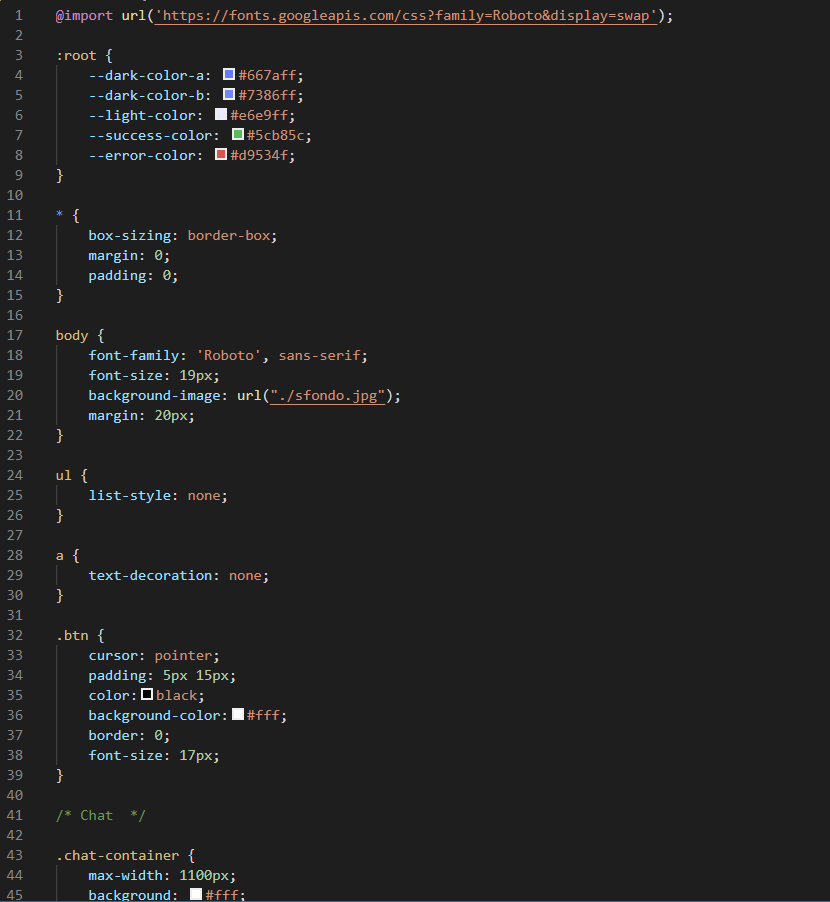 1 @import url('https://fonts.googleapis.com/css?family=Roboto&display=swap');
2
3 :root {
4     --dark-color-a: #667aff;
5     --dark-color-b: #7386ff;
6     --light-color: #e6e9ff;
7     --success-color: #5cb85c;
8     --error-color: #d9534f;
9 }
10
11 * {
12     box-sizing: border-box;
13     margin: 0;
14     padding: 0;
15 }
16
17 body {
18     font-family: 'Roboto', sans-serif;
19     font-size: 19px;
20     background-image: url("./sfondo.jpg");
21     margin: 20px;
22 }
23
24 ul {
25     list-style: none;
26 }
27
28 a {
29     text-decoration: none;
30 }
31
32 .btn {
33     cursor: pointer;
34     padding: 5px 15px;
35     color: black;
36     background-color: #fff;
37     border: 0;
38     font-size: 17px;
39 }
40
41 /* Chat  */
42
43 .chat-container {
44     max-width: 1100px;
45     background: #fff;